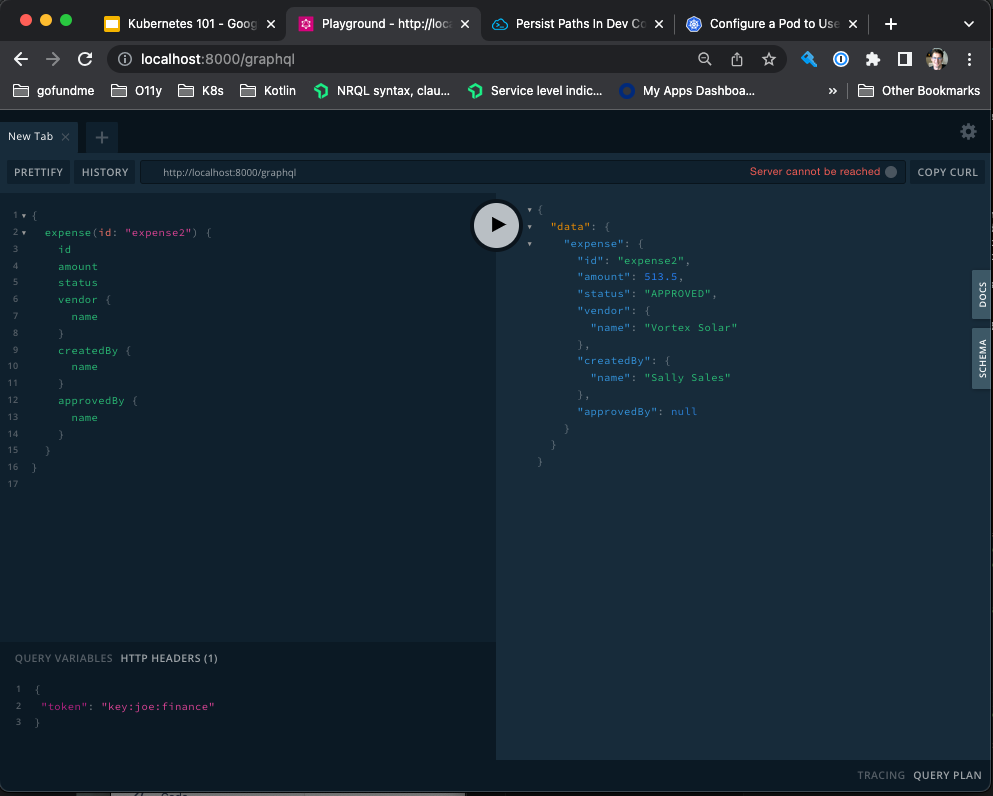 Kubernetes 101 - Goog
Playground - http://loca
Persist Paths In Dev Co
Configure a Pod to Use
localhost:8000/graphql
gofundme
O11y
K8s
Kotlin
NRQL syntax, clau...
Service level indic...
My Apps Dashboa...
»
Other Bookmarks
New Tab
PRETTIFY
HISTORY
http://localhost:8000/graphql
Server cannot be reached
COPY CURL
1 {
2 expense(id: "expense2") {
3 id
4 amount
5 status
6 vendor {
7 name
8 }
9 createdBy {
10 name
11 }
12 approvedBy {
13 name
14 }
15 }
16 }
17
{
"data": {
"expense": {
"id": "expense2",
"amount": 513.5,
"status": "APPROVED",
"vendor": {
"name": "Vortex Solar"
},
"createdBy": {
"name": "Sally Sales"
},
"approvedBy": null
}
}
}
DOCS
SCHEMA
QUERY VARIABLES
HTTP HEADERS (1)
1 {
2 "token": "key:joe:finance"
3 }
TRACING
QUERY PLAN